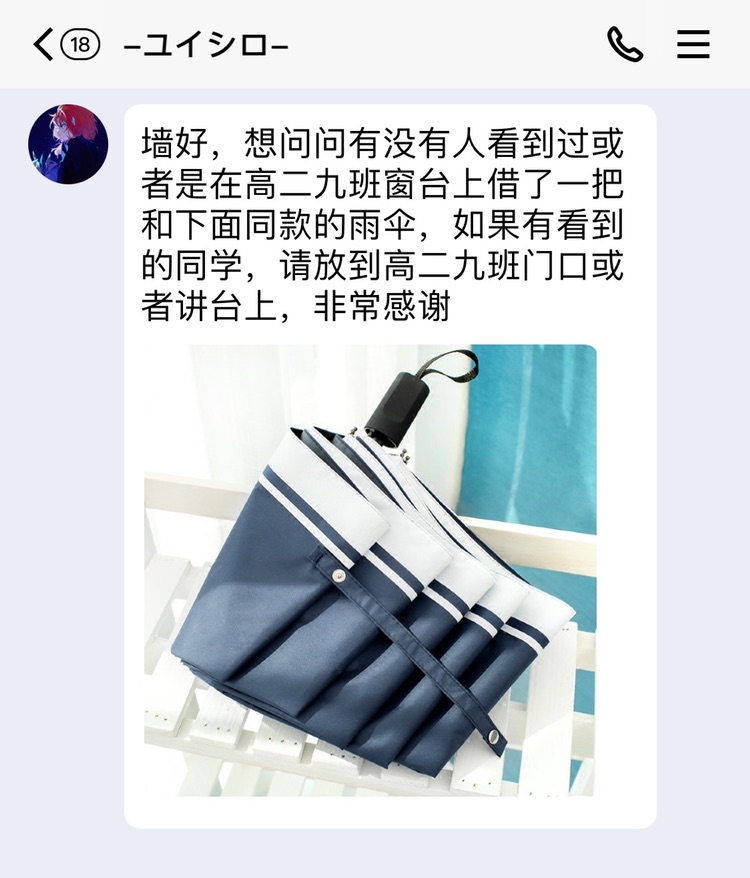 18
–ユイシロ–
墙好，想问问有没有人看到过或
者是在高二九班窗台上借了一把
和下面同款的雨伞，如果有看到
的同学，请放到高二九班门口或
者讲台上，非常感谢